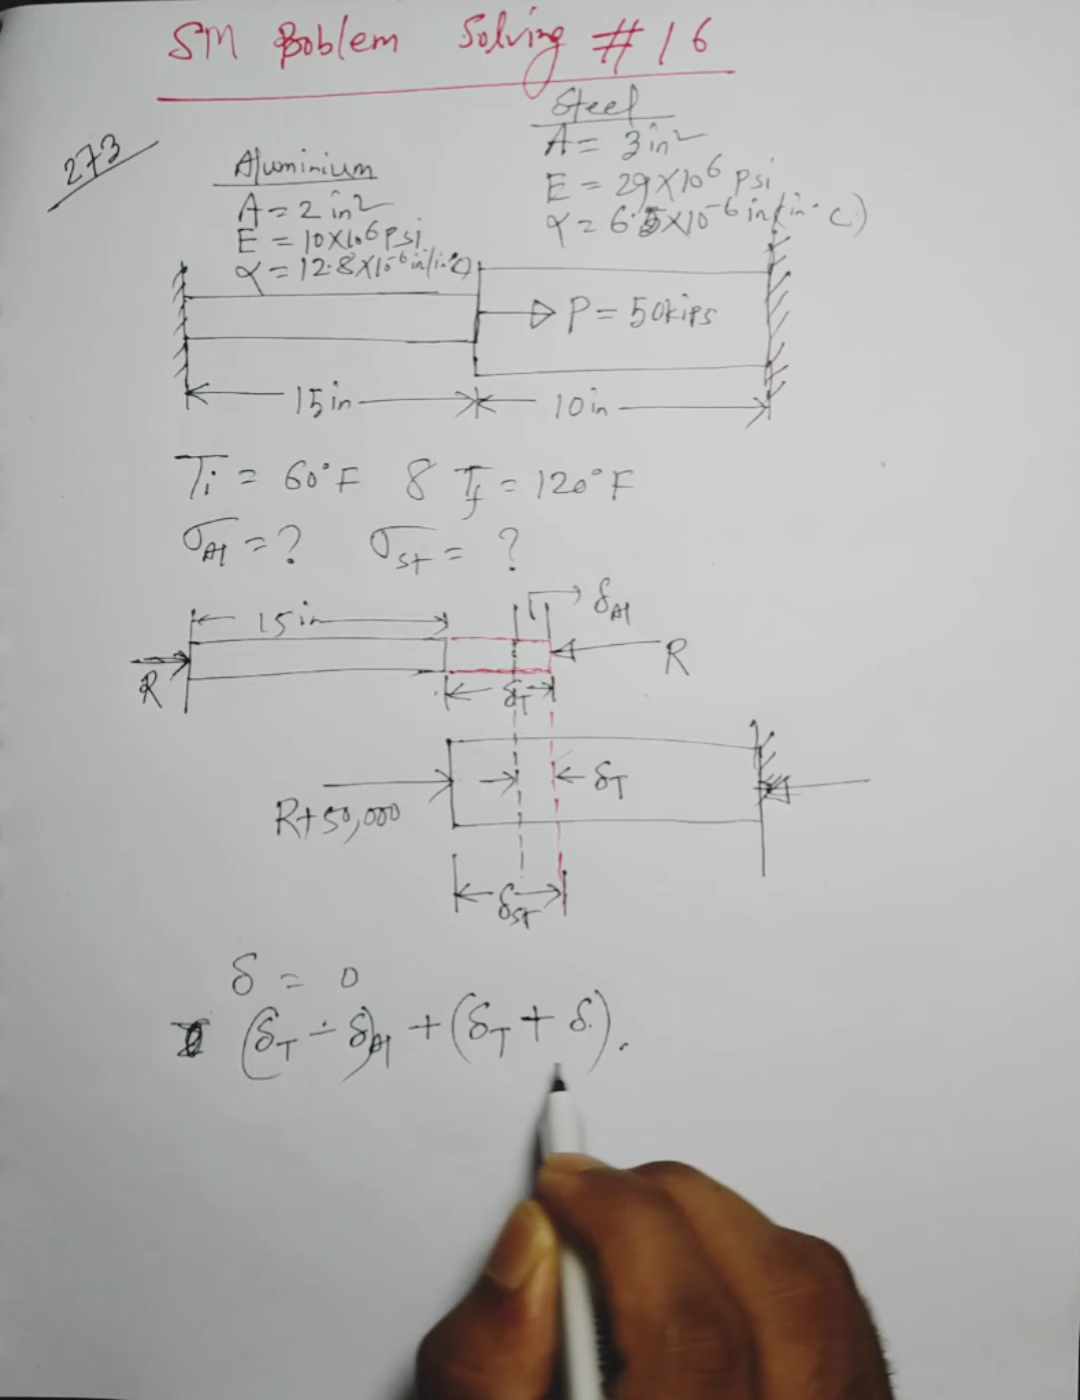 SM Problem Solving # 16
273
Steel
A = 3 in²
E = 29×10⁶ psi
α = 6.5×10⁻⁶ in/in°C)
Aluminium
A = 2 in²
E = 10×10⁶ psi
α = 12.8×10⁻⁶ in/in°C)
P = 50kips
15 in
10 in
Ti = 60°F & Tf = 120°F
σAl = ? σst = ?
15 in
δAl
R
R
δT
δT
R+50,000
δst
δ = 0
(δT - δ)Al + (δT + δ).